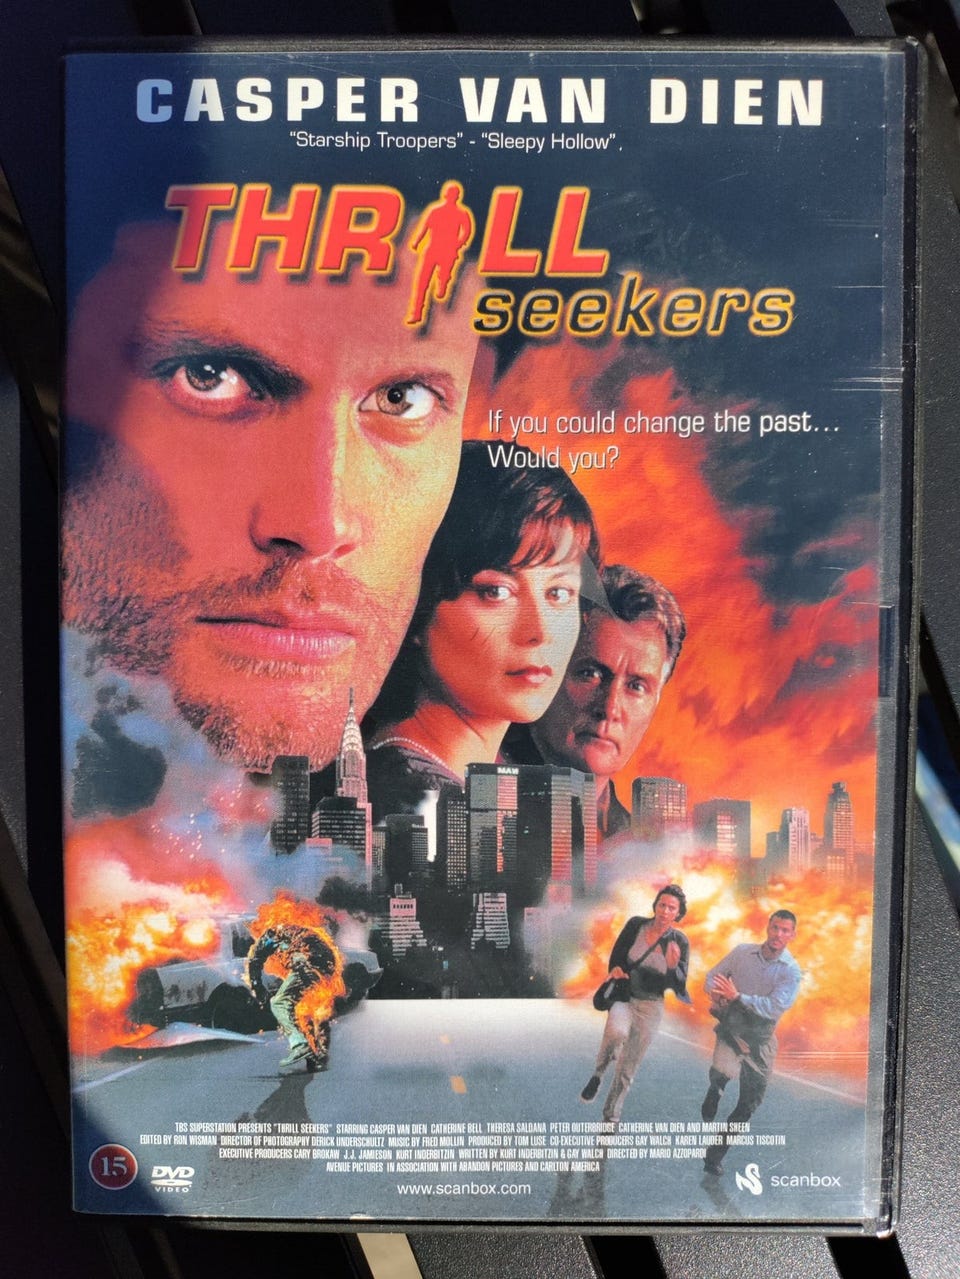 CASPER VAN DIEN
"Starship Troopers" - "Sleepy Hollow".
THRILL
seekers
If you could change the past...
Would you?
TBS SUPERSTATION PRESENTS "THRILL SEEKERS" STARRING CASPER VAN DIEN CATHERINE BELL THERESA SALDANA PETER OUTERBRIDGE CATHERINE VAN DIEN AND MARTIN SHEEN
EDITED BY RON WISMAN DIRECTOR OF PHOTOGRAPHY DERICK UNDERSCHULTZ MUSIC BY FRED MOLLIN PRODUCED BY TOM LUSE CO-EXECUTIVE PRODUCERS GAY WALCH KAREN LAUDER MARCUS TISCOTIN
EXECUTIVE PRODUCERS CARY BROKAW J.J. JAMIESON KURT INDERBITZIN WRITTEN BY KURT INDERBITZIN & GAY WALCH DIRECTED BY MARIO AZZOPARDI
AVENUE PICTURES IN ASSOCIATION WITH ABANDON PICTURES AND CARLTON AMERICA
15
DVD
VIDEO
www.scanbox.com
scanbox